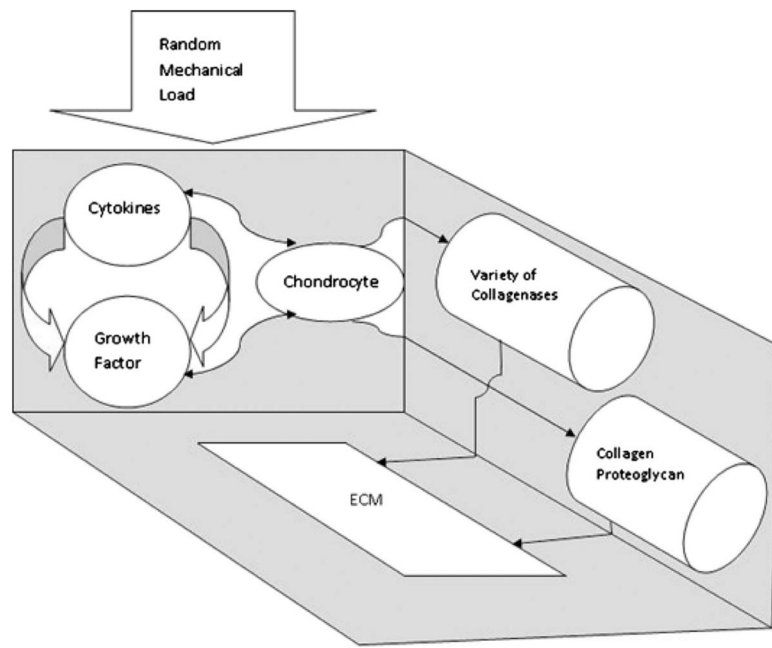 Random
Mechanical
Load
Cytokines
Chondrocyte
Growth
Factor
Variety of
Collagenases
Collagen
Proteoglycan
ECM